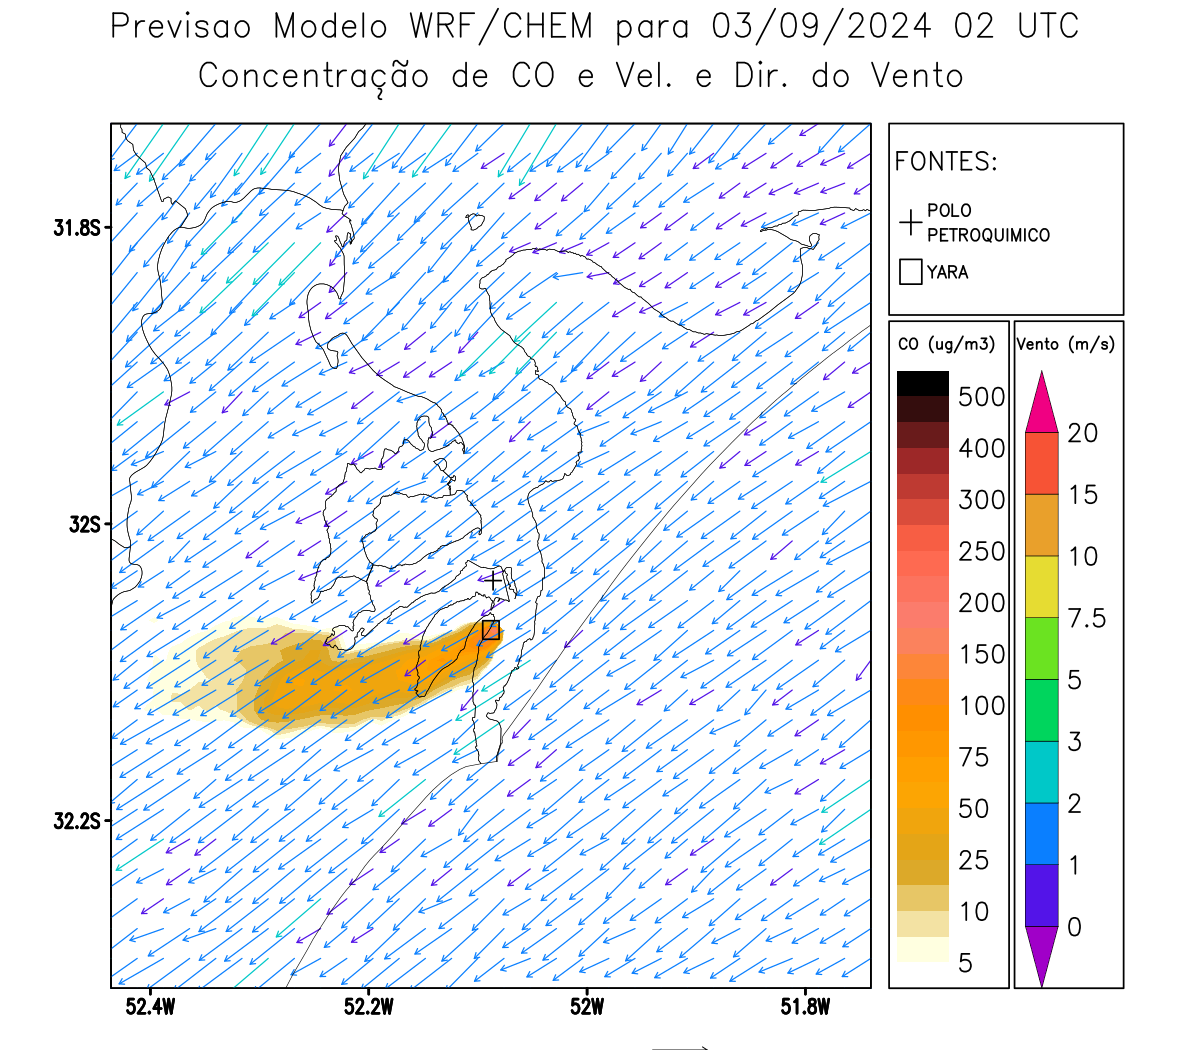 Previsao Modelo WRF/CHEM para 03/09/2024 02 UTC
Concentração de CO e Vel. e Dir. do Vento
FONTES:
POLO
PETROQUIMICO
YARA
CO (ug/m3)
500
400
300
250
200
150
100
75
50
25
10
5
Vento (m/s)
20
15
10
7.5
5
3
2
1
0
31.8S
32S
32.2S
52.4W
52.2W
52W
51.8W